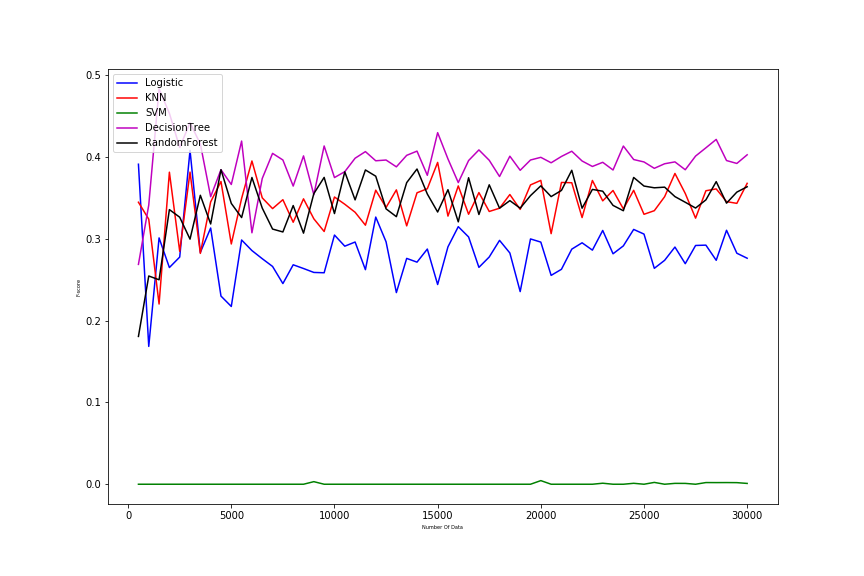 0.5
0.4
0.3
0.2
0.1
0.0
F-score
Logistic
KNN
SVM
DecisionTree
RandomForest
0
5000
10000
15000
20000
25000
30000
Number Of Data